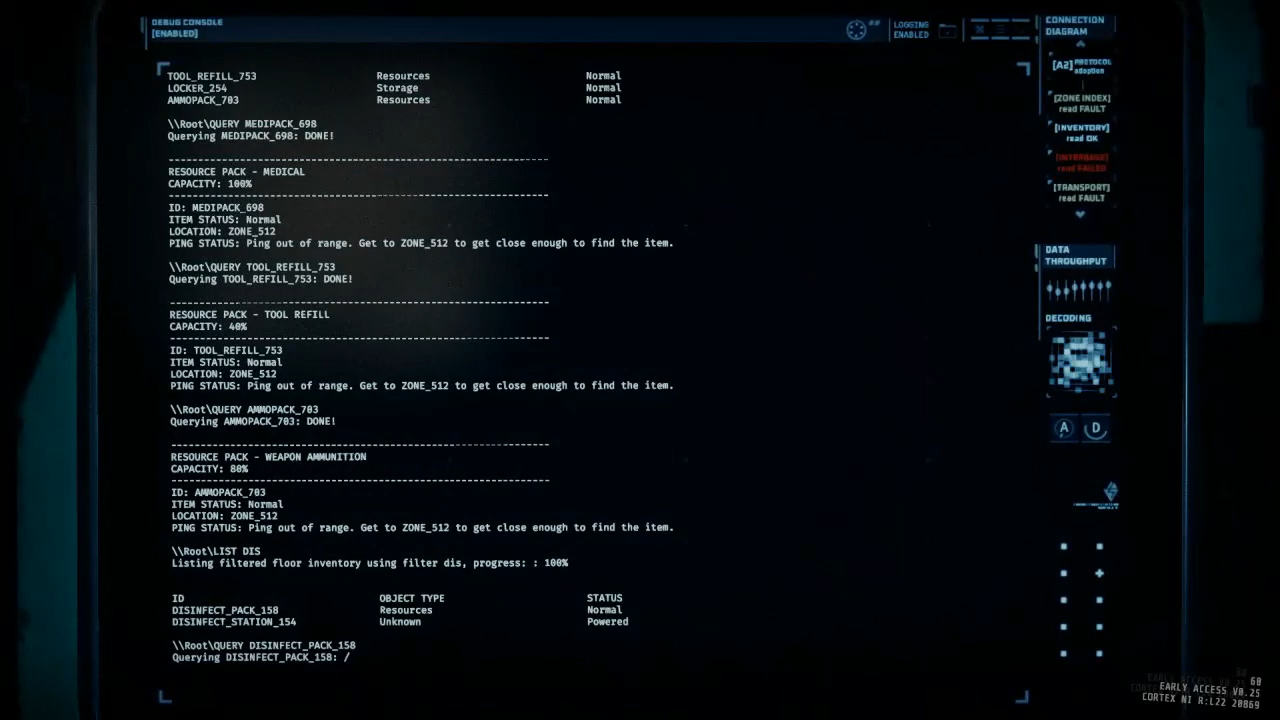 DEBUG CONSOLE
[ENABLED]
LOGGING
ENABLED
CONNECTION
DIAGRAM
TOOL_REFILL_753 Resources Normal
LOCKER_254 Storage Normal
AMMOPACK_703 Resources Normal
\\Root\QUERY MEDIPACK_698
Querying MEDIPACK_698: DONE!
---------------------------------------------------------------
RESOURCE PACK - MEDICAL
CAPACITY: 100%
---------------------------------------------------------------
ID: MEDIPACK_698
ITEM STATUS: Normal
LOCATION: ZONE_512
PING STATUS: Ping out of range. Get to ZONE_512 to get close enough to find the item.
\\Root\QUERY TOOL_REFILL_753
Querying TOOL_REFILL_753: DONE!
---------------------------------------------------------------
RESOURCE PACK - TOOL REFILL
CAPACITY: 40%
---------------------------------------------------------------
ID: TOOL_REFILL_753
ITEM STATUS: Normal
LOCATION: ZONE_512
PING STATUS: Ping out of range. Get to ZONE_512 to get close enough to find the item.
\\Root\QUERY AMMOPACK_703
Querying AMMOPACK_703: DONE!
---------------------------------------------------------------
RESOURCE PACK - WEAPON AMMUNITION
CAPACITY: 80%
---------------------------------------------------------------
ID: AMMOPACK_703
ITEM STATUS: Normal
LOCATION: ZONE_512
PING STATUS: Ping out of range. Get to ZONE_512 to get close enough to find the item.
\\Root\LIST DIS
Listing filtered floor inventory using filter dis, progress: : 100%
ID OBJECT TYPE STATUS
DISINFECT_PACK_158 Resources Normal
DISINFECT_STATION_154 Unknown Powered
\\Root\QUERY DISINFECT_PACK_158
Querying DISINFECT_PACK_158: /
[A2] PROTOCOL
adaption
[ZONE INDEX]
read FAULT
[INVENTORY]
read OK
read FAILED
[TRANSPORT]
read FAULT
DATA
THROUGHPUT
DECODING
A D
60
EARLY ACCESS V0.25
CORTEX NI R:L22 20869